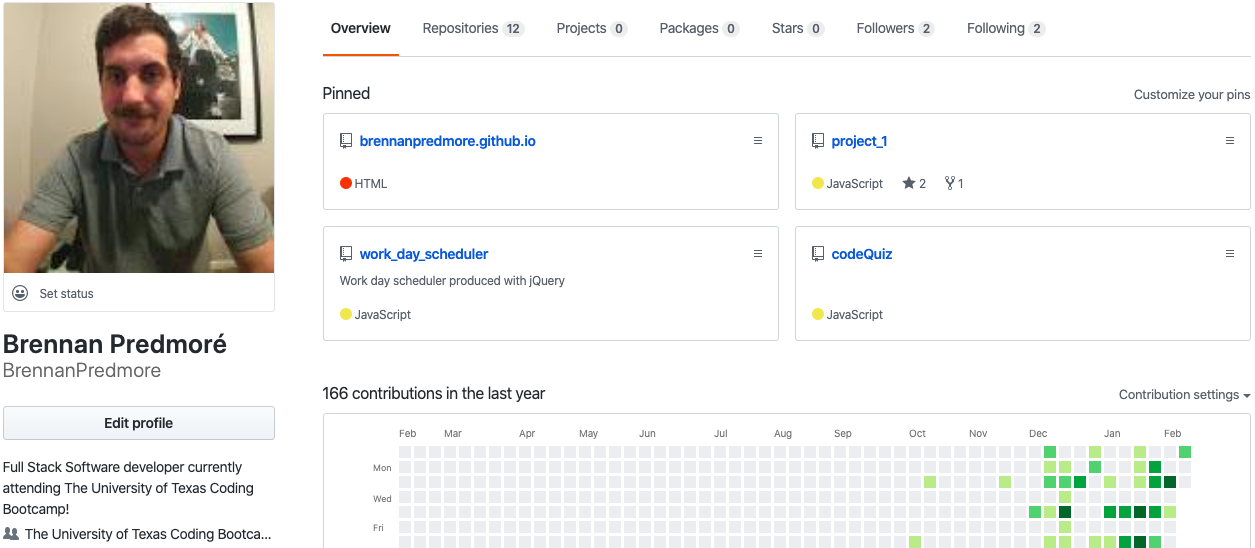 Overview Repositories 12 Projects 0 Packages 0 Stars 0 Followers 2 Following 2
Pinned
Customize your pins
brennanpredmore.github.io
HTML
project_1
JavaScript 2 1
work_day_scheduler
Work day scheduler produced with jQuery
JavaScript
codeQuiz
JavaScript
Set status
Brennan Predmoré
BrennanPredmore
Edit profile
Full Stack Software developer currently
attending The University of Texas Coding
Bootcamp!
The University of Texas Coding Bootca...
166 contributions in the last year
Contribution settings
Feb Mar Apr May Jun Jul Aug Sep Oct Nov Dec Jan Feb
Mon
Wed
Fri